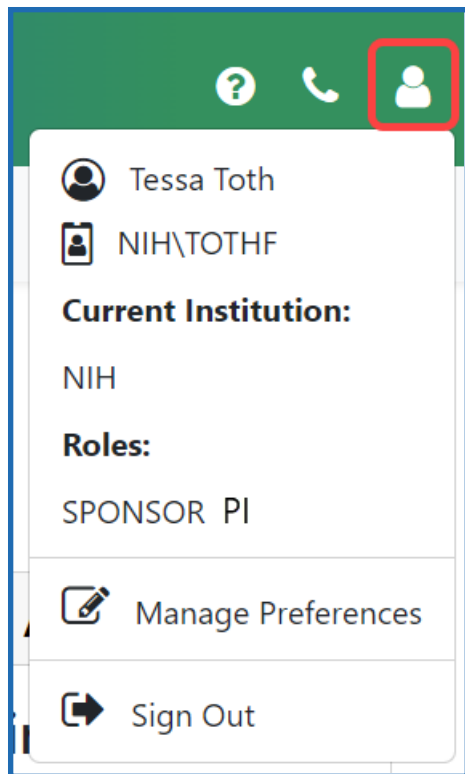 Tessa Toth
NIH\TOTHF
Current Institution:
NIH
Roles:
SPONSOR PI
Manage Preferences
Sign Out